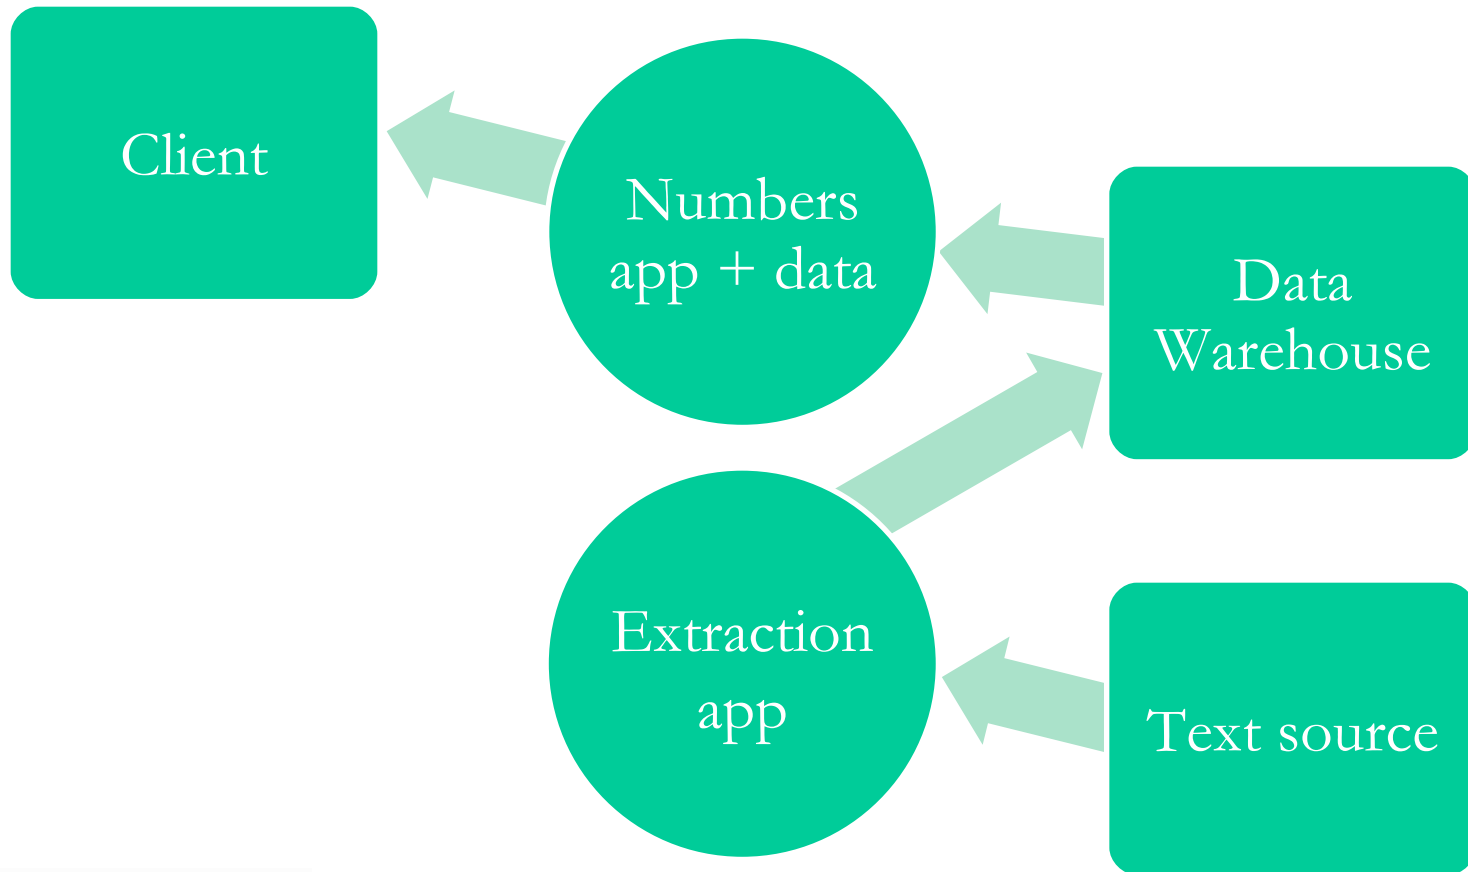 Client
Numbers
app + data
Data
Warehouse
Extraction
app
Text source